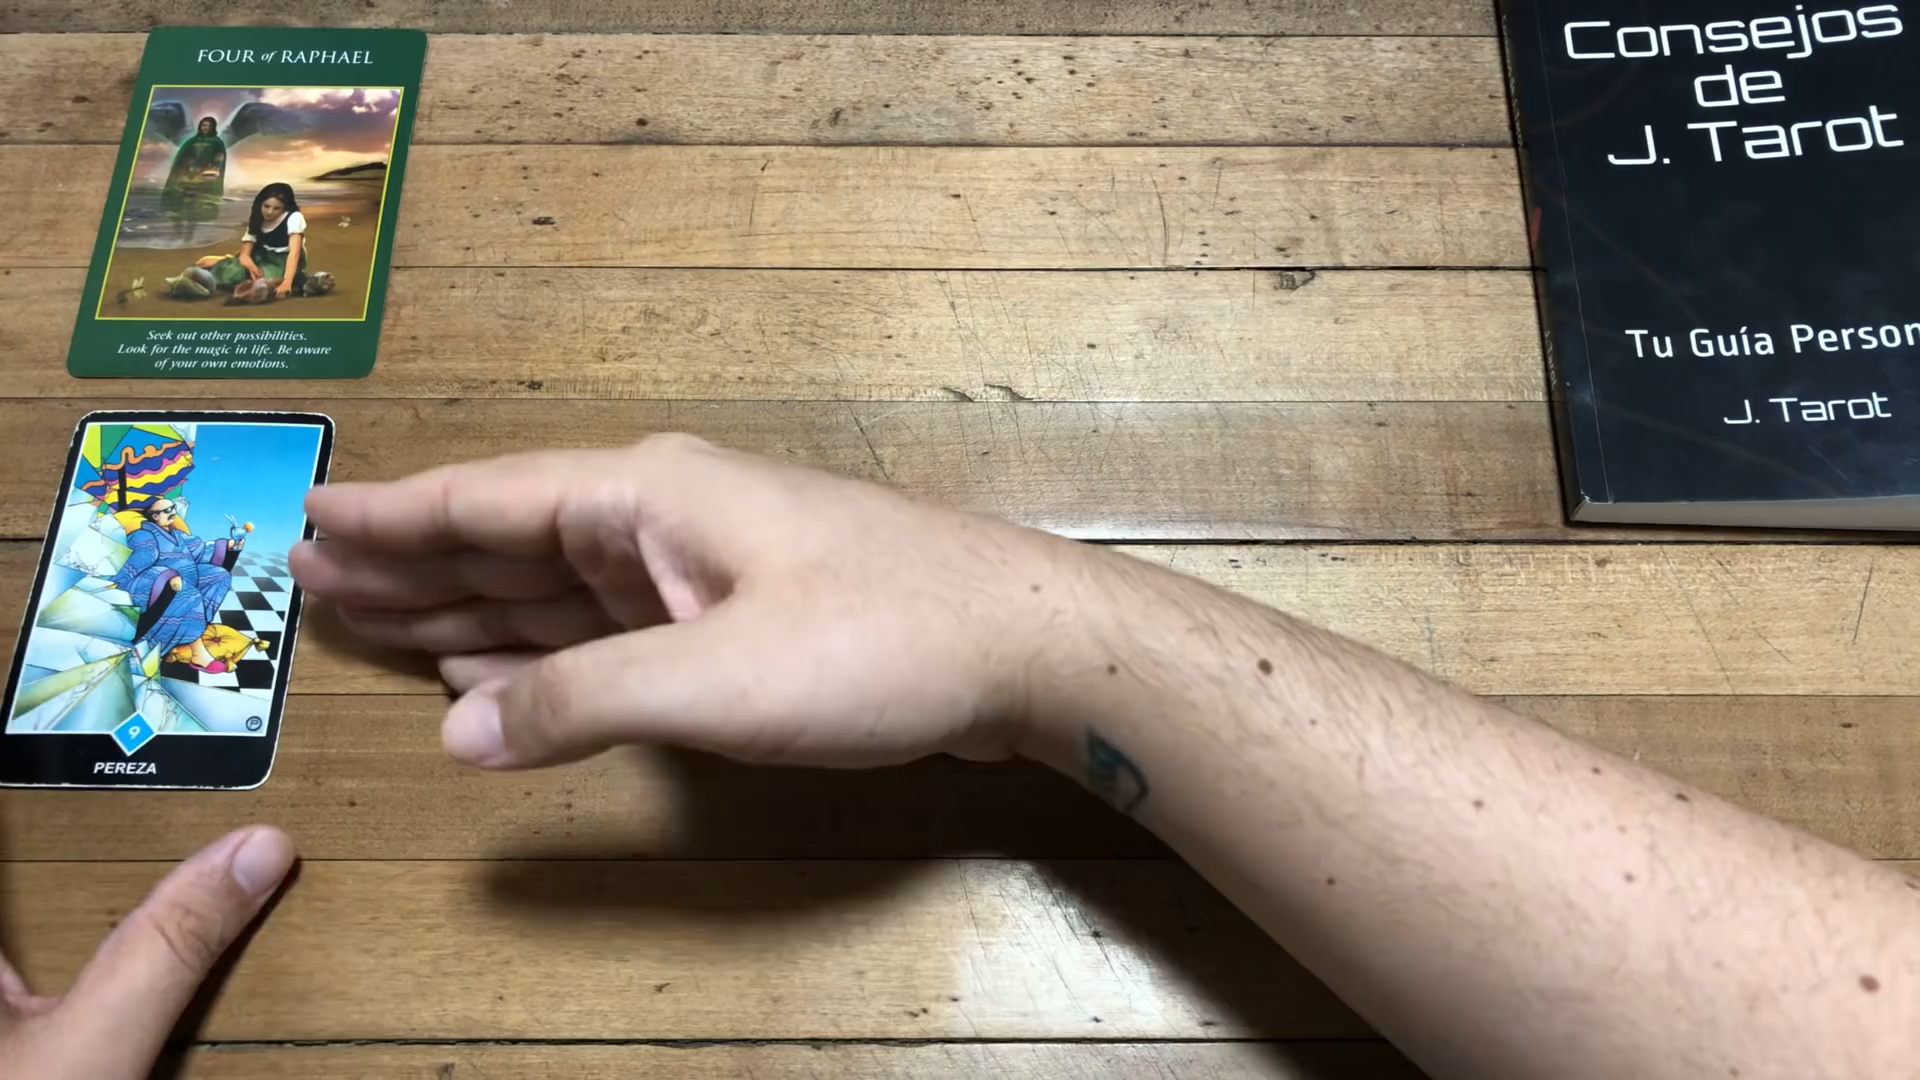 FOUR of RAPHAEL
Seek out other possibilities.
Look for the magic in life. Be aware
of your own emotions.
9
PEREZA
Consejos
de
J. Tarot
Tu Guía Person
J. Tarot